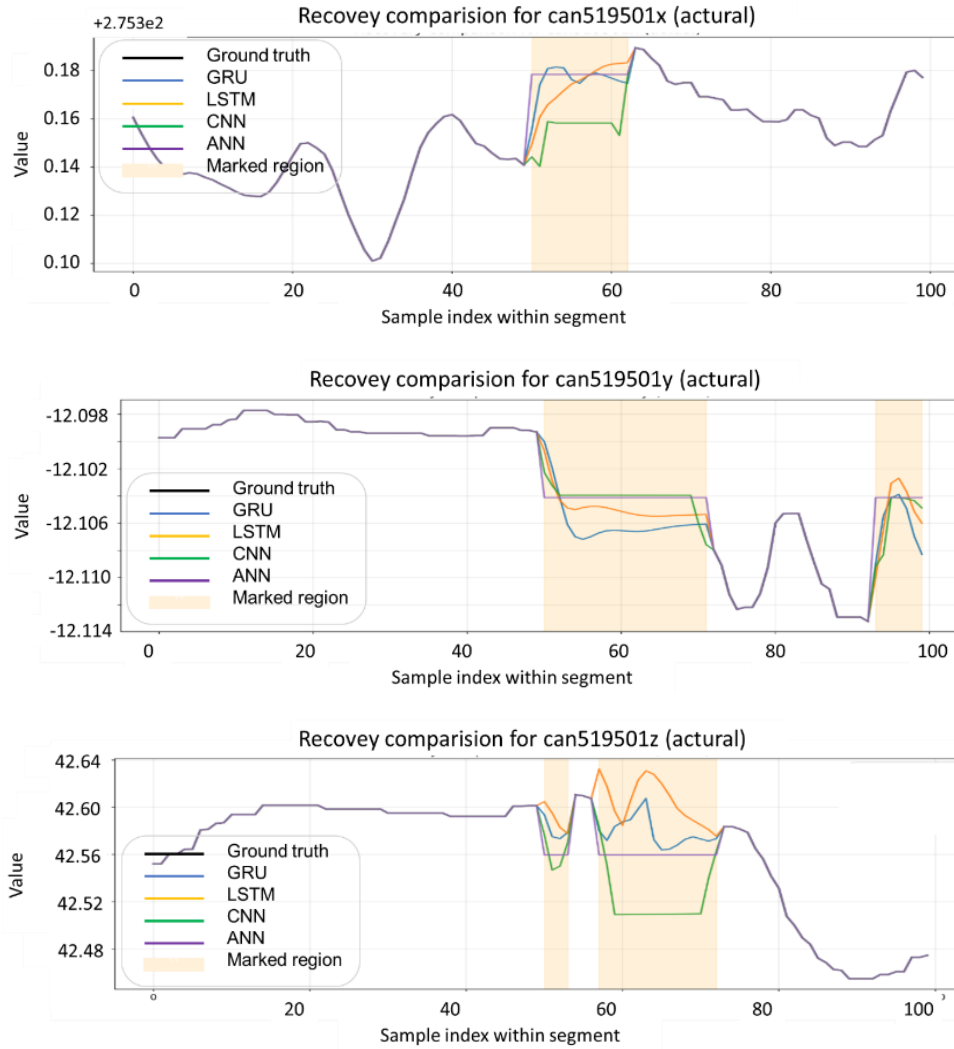 Recovey comparision for can519501x (actural)
+2.753e2
Ground truth
GRU
LSTM
CNN
ANN
Marked region
Value
0.18
0.16
0.14
0.12
0.10
0 20 40 60 80 100
Sample index within segment
Recovey comparision for can519501y (actural)
-12.098
-12.102
-12.106
-12.110
-12.114
Value
Ground truth
GRU
LSTM
CNN
ANN
Marked region
0 20 40 60 80 100
Sample index within segment
Recovey comparision for can519501z (actural)
42.64
42.60
42.56
42.52
42.48
Value
Ground truth
GRU
LSTM
CNN
ANN
Marked region
0 20 40 60 80 100
Sample index within segment